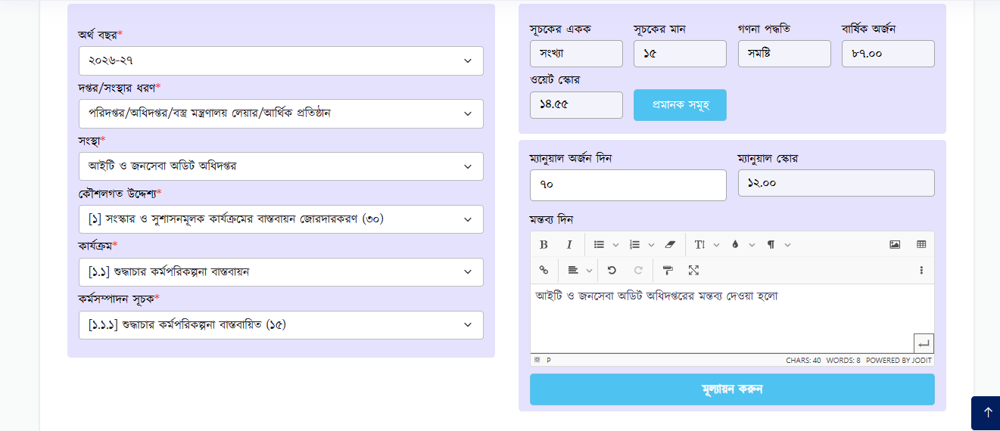 অর্থ বছর*
২০২৬-২৭
দপ্তর/সংস্থার ধরণ*
পরিদপ্তর/অধিদপ্তর/বস্ত্র মন্ত্রণালয় লেয়ার/আর্থিক প্রতিষ্ঠান
সংস্থা*
আইটি ও জনসেবা অডিট অধিদপ্তর
কৌশলগত উদ্দেশ্য*
[১] সংস্কার ও সুশাসনমূলক কার্যক্রমের বাস্তবায়ন জোরদারকরণ (৩০)
কার্যক্রম*
[১.১] শুদ্ধাচার কর্মপরিকল্পনা বাস্তবায়ন
কর্মসম্পাদন সূচক*
[১.১.১] শুদ্ধাচার কর্মপরিকল্পনা বাস্তবায়িত (১৫)
সূচকের একক সূচকের মান গণনা পদ্ধতি বার্ষিক অর্জন
সংখ্যা ১৫ সমষ্টি ৮৭.০০
ওয়েট স্কোর
১৪.৫৫ প্রমানক সমূহ
ম্যানুয়াল অর্জন দিন ম্যানুয়াল স্কোর
৭০ ১২.০০
মন্তব্য দিন
আইটি ও জনসেবা অডিট অধিদপ্তরের মন্তব্য দেওয়া হলো
P CHARS: 40 WORDS: 8 POWERED BY JODIT
মূল্যায়ন করুন